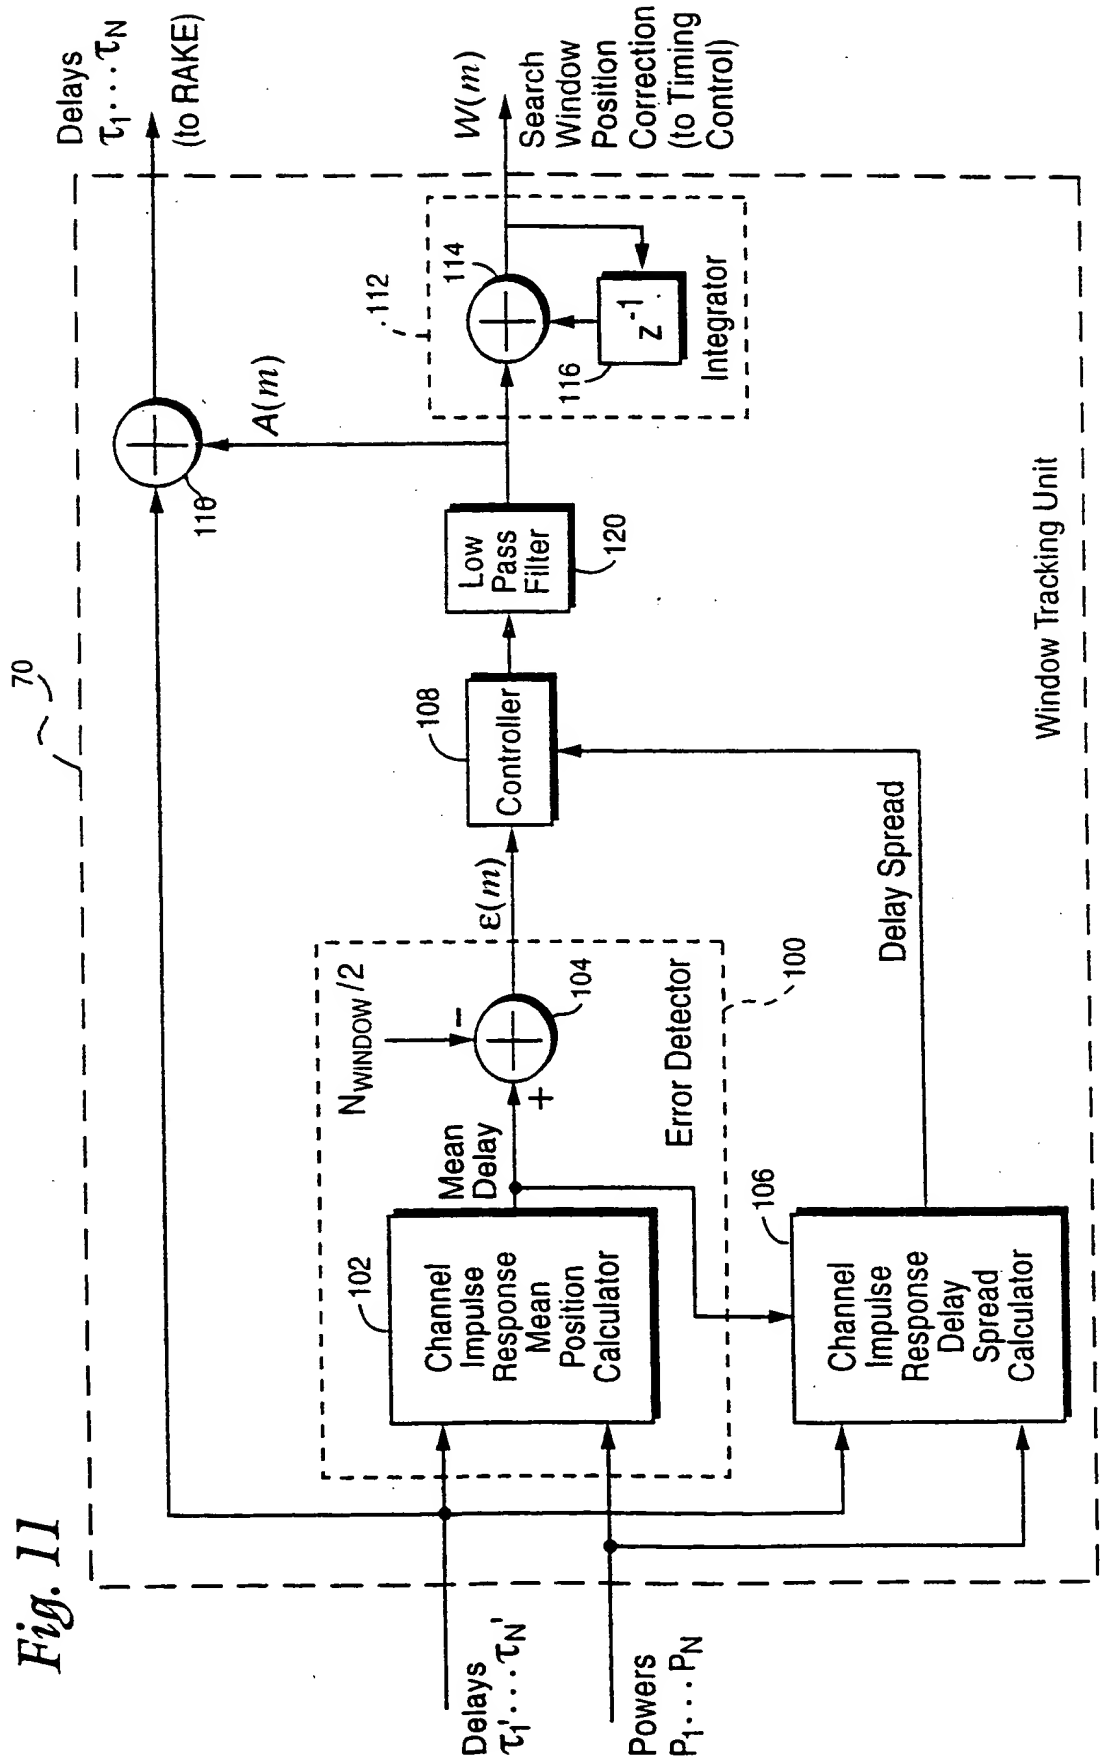 Fig. 11
70
Delays
τ1'...τN'
Powers
P1...PN
102
Channel
Impulse
Response
Mean
Position
Calculator
Mean
Delay
NWINDOW/2
-
+
104
Error Detector
100
106
Channel
Impulse
Response
Delay
Spread
Calculator
Delay Spread
ε(m)
108
Controller
Low
Pass
Filter
120
110
A(m)
112
114
116
z-1
Integrator
Window Tracking Unit
Delays
τ1...τN
(to RAKE)
W(m)
Search
Window
Position
Correction
(to Timing
Control)